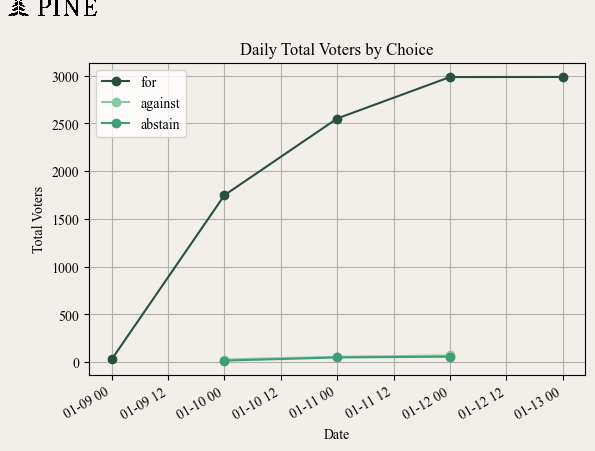 PINE
Daily Total Voters by Choice
for
against
abstain
Total Voters
3000
2500
2000
1500
1000
500
0
01-09 00
01-09 12
01-10 00
01-10 12
01-11 00
01-11 12
01-12 00
01-12 12
01-13 00
Date